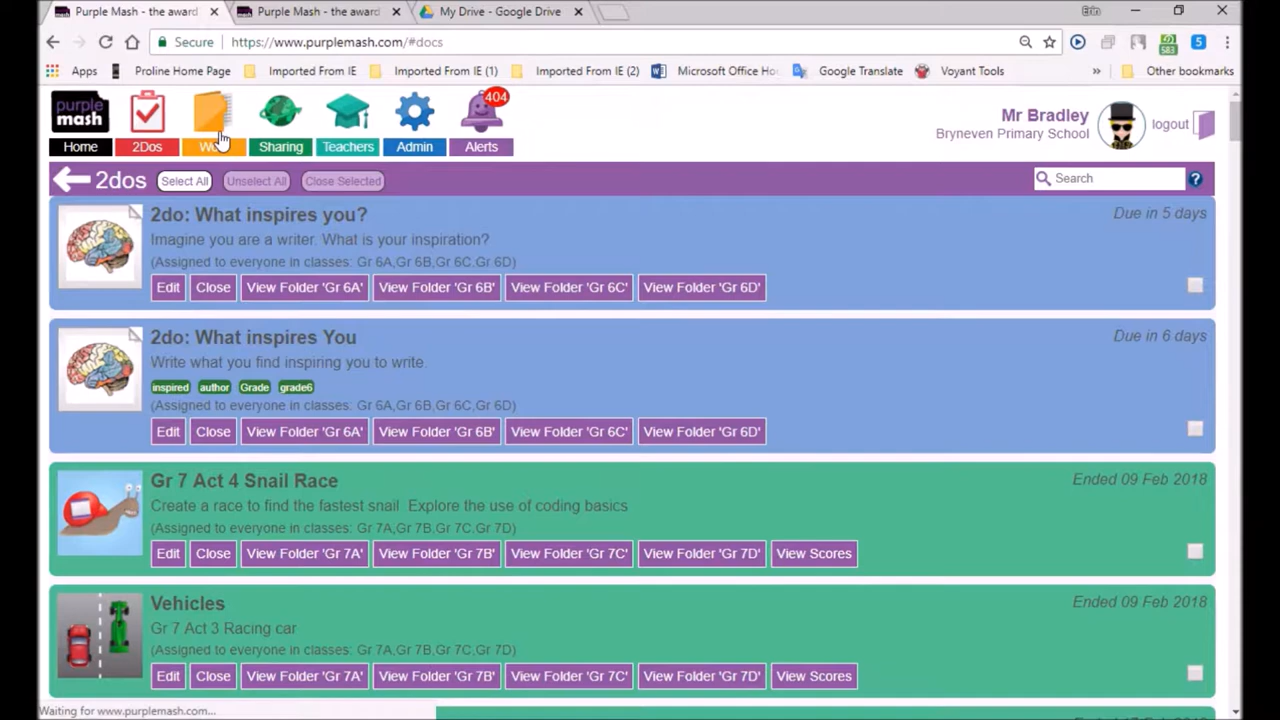 Purple Mash - the award
Purple Mash - the award
My Drive - Google Drive
Erin
Secure
https://www.purplemash.com/#docs
583
5
Apps
Proline Home Page
Imported From IE
Imported From IE (1)
Imported From IE (2)
Microsoft Office Ho
Google Translate
Voyant Tools
»
Other bookmarks
purple
mash
404
Mr Bradley
Bryneven Primary School
logout
Home
2Dos
Sharing
Teachers
Admin
Alerts
2dos
Select All
Unselect All
Close Selected
Search
?
2do: What inspires you?
Due in 5 days
Imagine you are a writer. What is your inspiration?
(Assigned to everyone in classes: Gr 6A,Gr 6B,Gr 6C,Gr 6D)
Edit Close View Folder 'Gr 6A' View Folder 'Gr 6B' View Folder 'Gr 6C' View Folder 'Gr 6D'
2do: What inspires You
Due in 6 days
Write what you find inspiring you to write.
inspired author Grade grade6
(Assigned to everyone in classes: Gr 6A,Gr 6B,Gr 6C,Gr 6D)
Edit Close View Folder 'Gr 6A' View Folder 'Gr 6B' View Folder 'Gr 6C' View Folder 'Gr 6D'
Gr 7 Act 4 Snail Race
Ended 09 Feb 2018
Create a race to find the fastest snail. Explore the use of coding basics
(Assigned to everyone in classes: Gr 7A,Gr 7B,Gr 7C,Gr 7D)
Edit Close View Folder 'Gr 7A' View Folder 'Gr 7B' View Folder 'Gr 7C' View Folder 'Gr 7D' View Scores
Vehicles
Ended 09 Feb 2018
Gr 7 Act 3 Racing car
(Assigned to everyone in classes: Gr 7A,Gr 7B,Gr 7C,Gr 7D)
Edit Close View Folder 'Gr 7A' View Folder 'Gr 7B' View Folder 'Gr 7C' View Folder 'Gr 7D' View Scores
Waiting for www.purplemash.com...